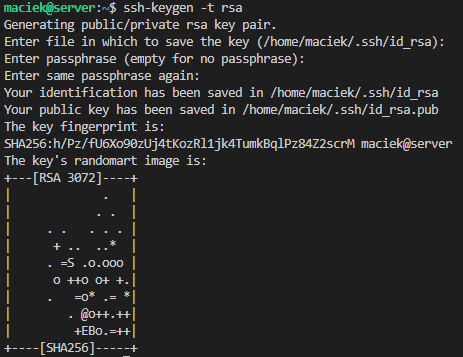 maciek@server:~$ ssh-keygen -t rsa
Generating public/private rsa key pair.
Enter file in which to save the key (/home/maciek/.ssh/id_rsa):
Enter passphrase (empty for no passphrase):
Enter same passphrase again:
Your identification has been saved in /home/maciek/.ssh/id_rsa
Your public key has been saved in /home/maciek/.ssh/id_rsa.pub
The key fingerprint is:
SHA256:h/Pz/fU6Xo90zUj4tKozRl1jk4TumkBqlPz84Z2scrM maciek@server
The key's randomart image is:
+---[RSA 3072]----+
|             .   |
|            . .  |
|     . .   . . . |
|      + ..  ..*  |
|     . =S .o.ooo |
|      o ++o o+ +.|
|     .   =o* .= *|
|        . @o++.++|
|         +EBo.=++|
+----[SHA256]-----+